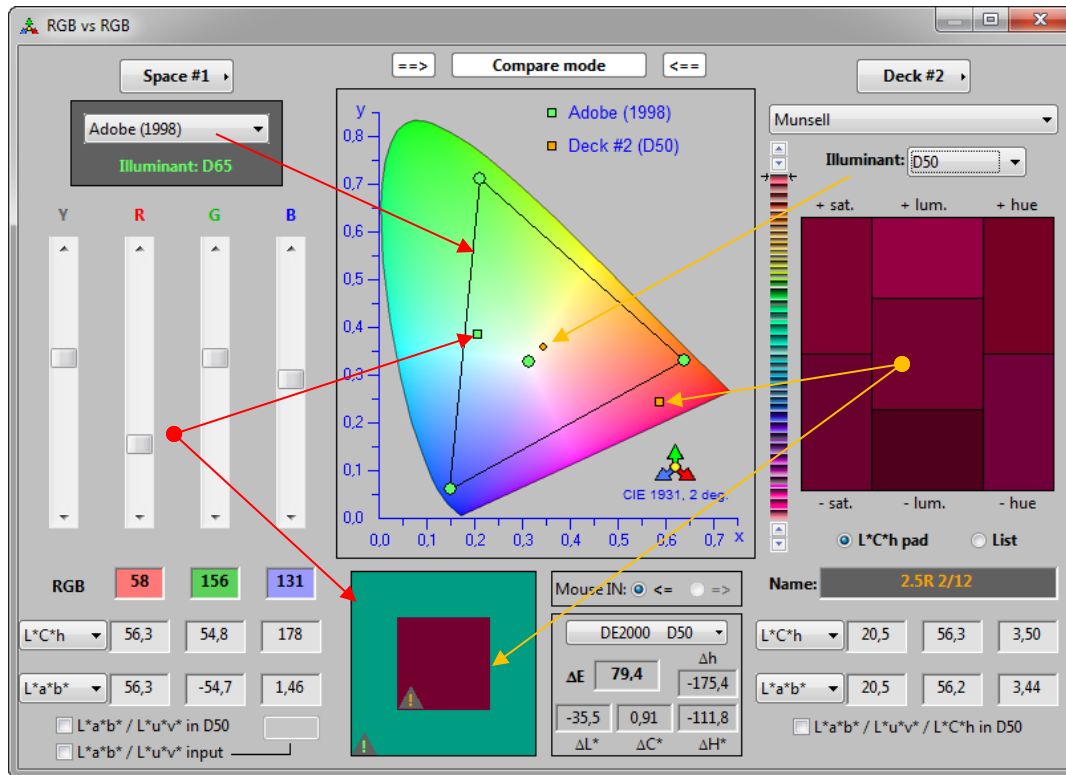 RGB vs RGB
Space #1
==>
Compare mode
<==
Deck #2
Adobe (1998)
Illuminant: D65
Y R G B
y
0,8
0,7
0,6
0,5
0,4
0,3
0,2
0,1
0,0
0,0 0,1 0,2 0,3 0,4 0,5 0,6 0,7 x
Adobe (1998)
Deck #2 (D50)
CIE 1931, 2 deg.
Munsell
Illuminant: D50
+ sat. + lum. + hue
- sat. - lum. - hue
L*C*h pad List
RGB 58 156 131
L*C*h 56,3 54,8 178
L*a*b* 56,3 -54,7 1,46
L*a*b* / L*u*v* in D50
L*a*b* / L*u*v* input
Mouse IN: <= =>
DE2000 D50
ΔE 79,4
Δh
-175,4
-35,5 0,91 -111,8
ΔL* ΔC* ΔH*
Name: 2.5R 2/12
L*C*h 20,5 56,3 3,50
L*a*b* 20,5 56,2 3,44
L*a*b* / L*u*v* / L*C*h in D50